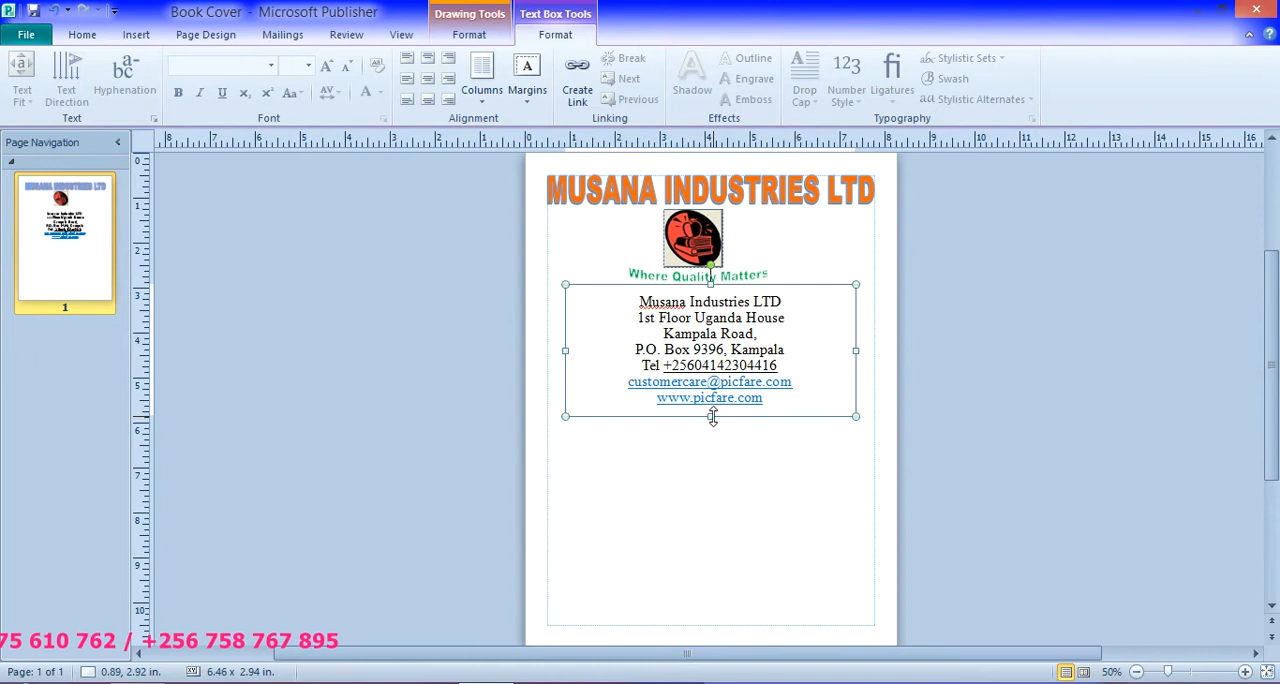 Book Cover - Microsoft Publisher
Drawing Tools
Text Box Tools
File
Home
Insert
Page Design
Mailings
Review
View
Format
Format
Text Fit
Text Direction
Hyphenation
Text
Font
Columns
Margins
Alignment
Create Link
Break
Next
Previous
Linking
Shadow
Outline
Engrave
Emboss
Effects
Drop Cap
Number Style
Ligatures
Stylistic Sets
Swash
Stylistic Alternates
Typography
Page Navigation
1
MUSANA INDUSTRIES LTD
Where Quality Matters
Musana Industries LTD
1st Floor Uganda House
Kampala Road,
P.O. Box 9396, Kampala
Tel +25604142304416
customercare@picfare.com
www.picfare.com
75 610 762 / +256 758 767 895
Page: 1 of 1
0.89, 2.92 in.
6.46 x 2.94 in.
50%